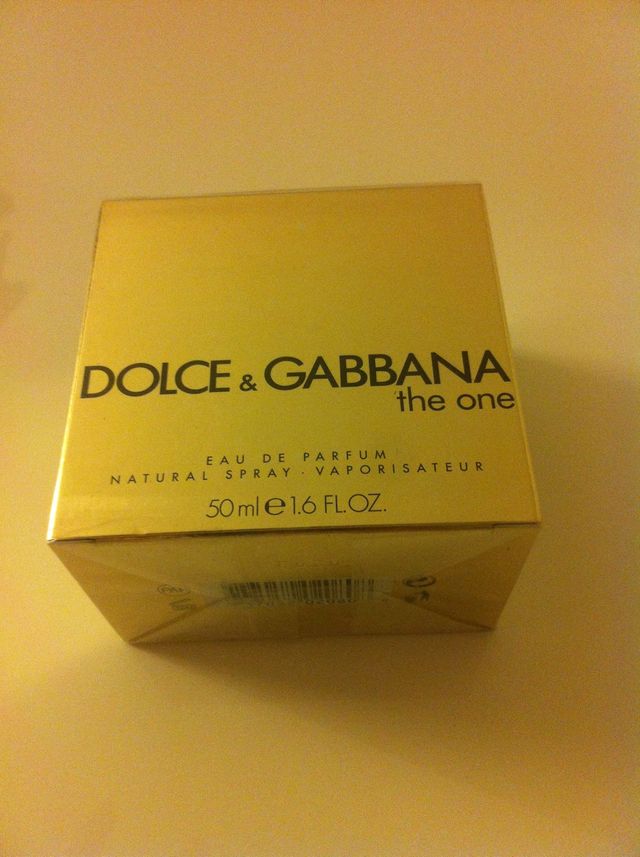 DOLCE & GABBANA
the one
EAU DE PARFUM
NATURAL SPRAY · VAPORISATEUR
50 ml e 1.6 FL.OZ.